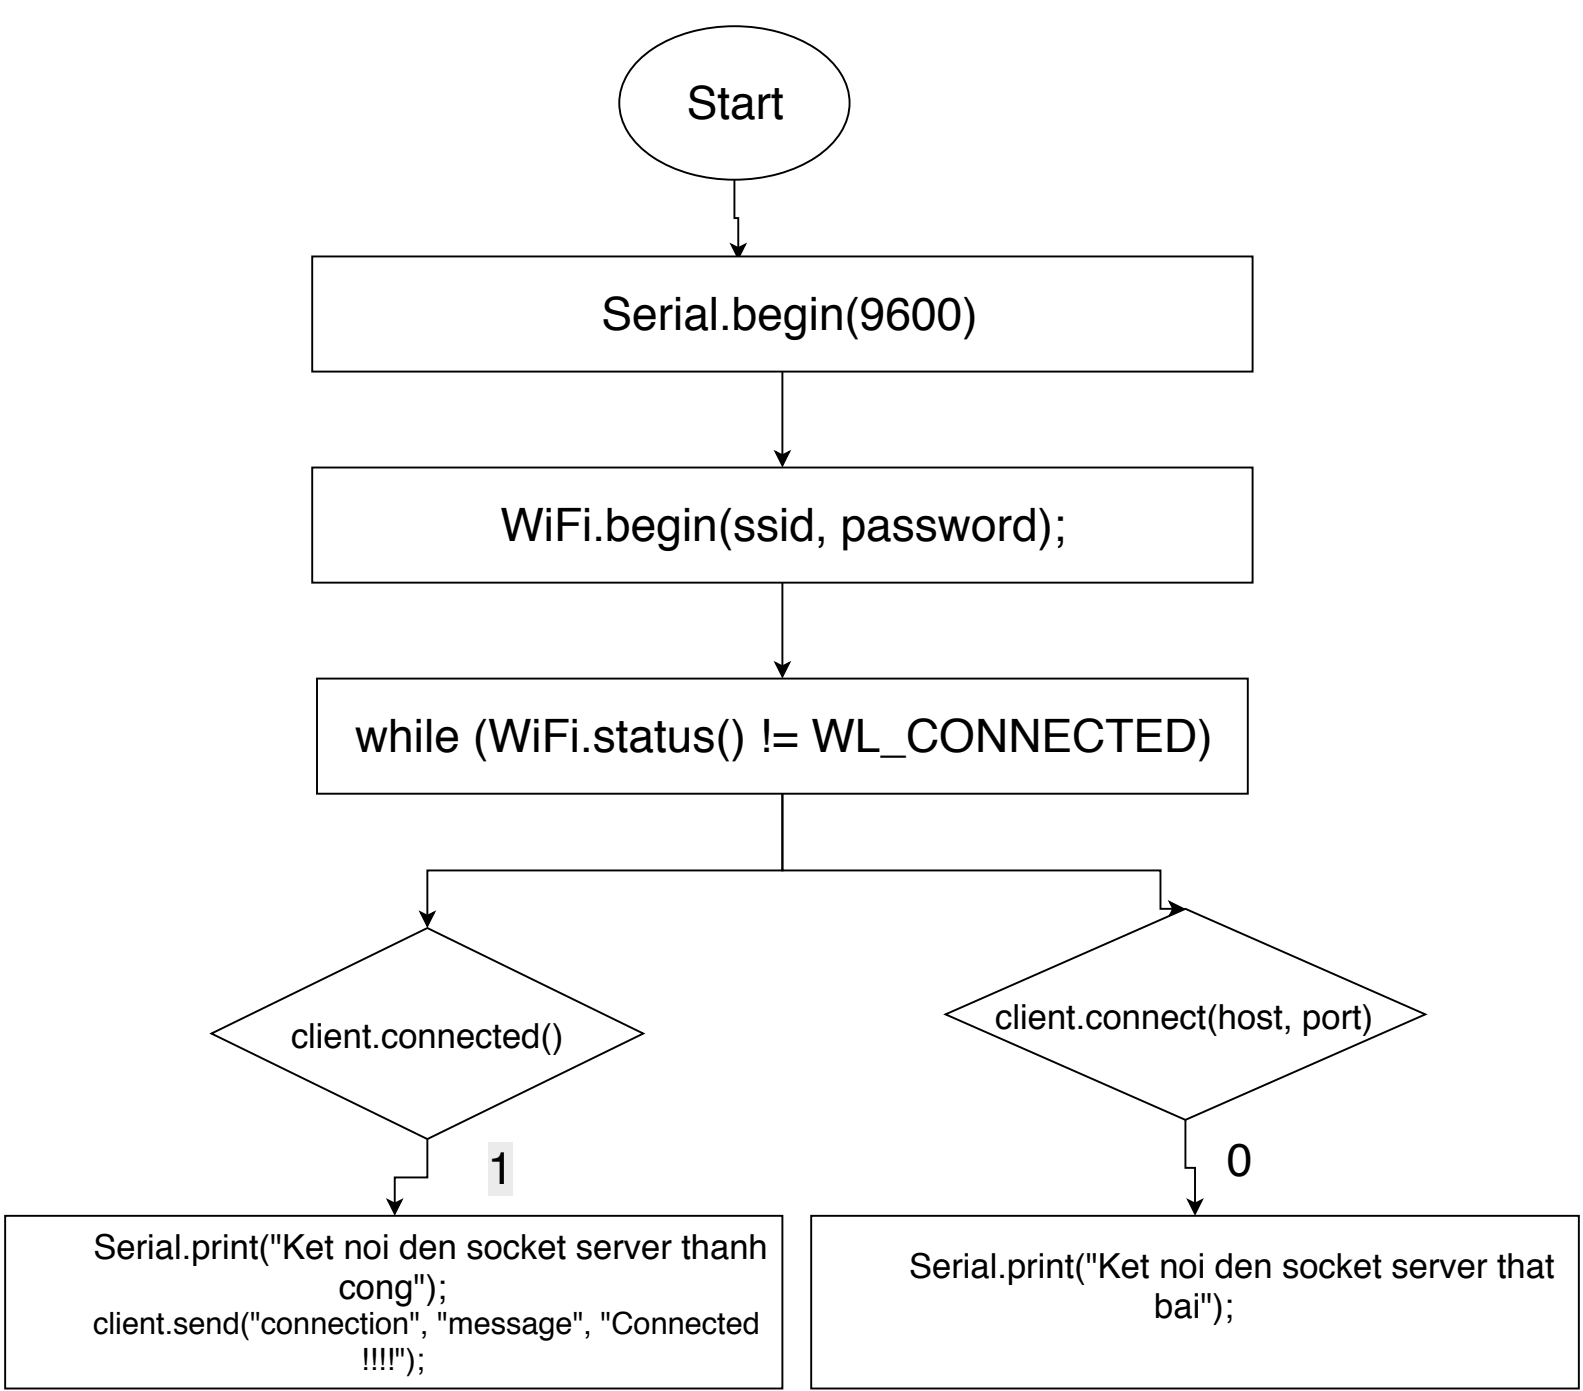 Start
Serial.begin(9600)
WiFi.begin(ssid, password);
while (WiFi.status() != WL_CONNECTED)
client.connected()
client.connect(host, port)
1
0
Serial.print("Ket noi den socket server thanh
cong");
client.send("connection", "message", "Connected
!!!!");
Serial.print("Ket noi den socket server that
bai");